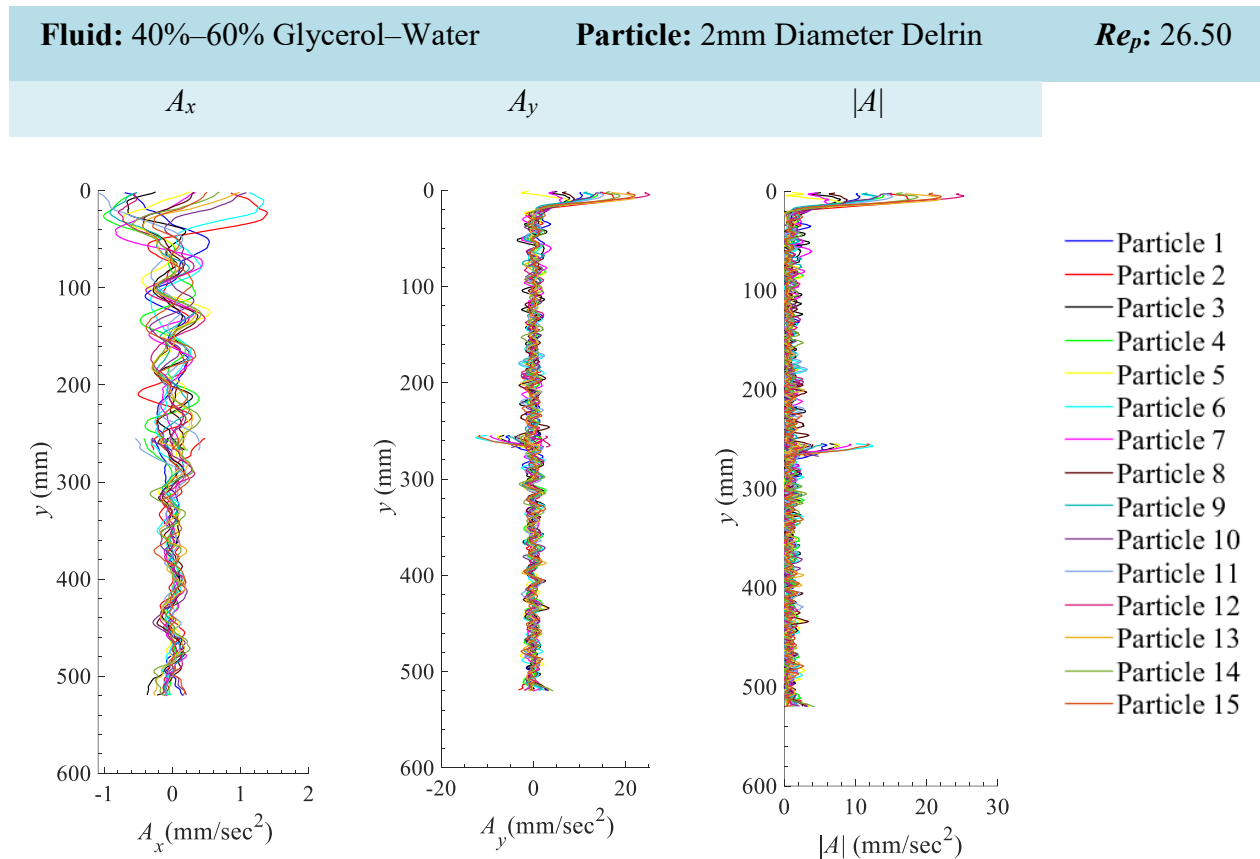 Fluid: 40%–60% Glycerol–Water Particle: 2mm Diameter Delrin Rep: 26.50
Ax Ay |A|
0
100
200
300
400
500
600
y (mm)
-1 0 1 2
Ax(mm/sec2)
0
100
200
300
400
500
600
y (mm)
-20 0 20
Ay(mm/sec2)
0
100
200
300
400
500
600
y (mm)
0 10 20 30
|A| (mm/sec2)
Particle 1
Particle 2
Particle 3
Particle 4
Particle 5
Particle 6
Particle 7
Particle 8
Particle 9
Particle 10
Particle 11
Particle 12
Particle 13
Particle 14
Particle 15